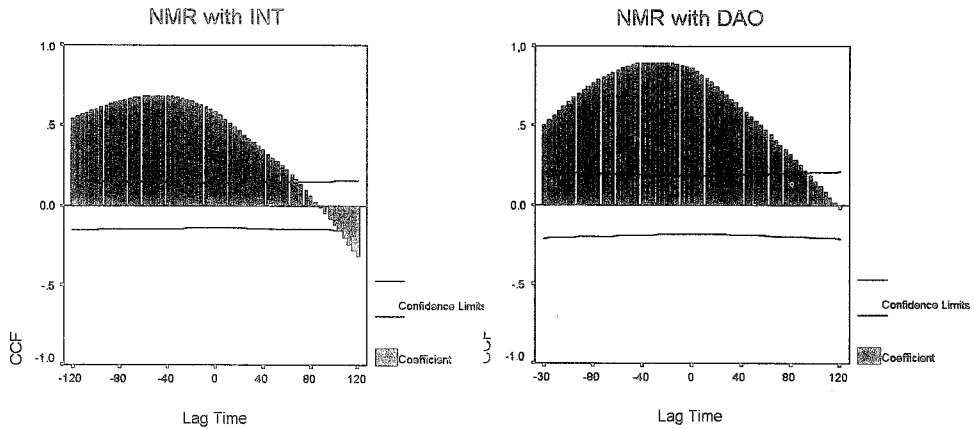 NMR with INT
1.0
.5
0.0
-.5
-1.0
CCF
-120
-80
-40
0
40
80
120
Lag Time
Confidence Limits
Coefficient
NMR with DAO
1.0
.5
0.0
-.5
-1.0
CCF
-30
-80
-40
0
40
80
120
Lag Time
Confidence Limits
Coefficient